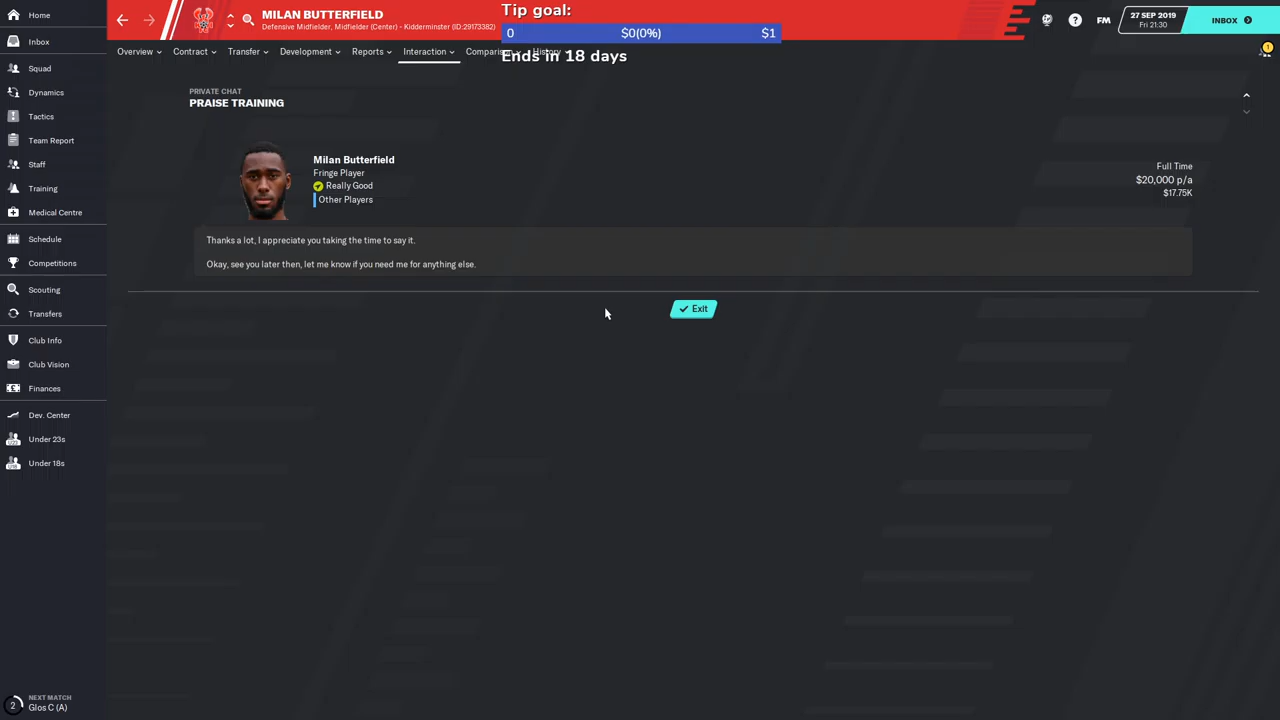 Home
Inbox
Squad
Dynamics
Tactics
Team Report
Staff
Training
Medical Centre
Schedule
Competitions
Scouting
Transfers
Club Info
Club Vision
Finances
Dev. Center
Under 23s
Under 18s
2
NEXT MATCH
Glos C (A)
MILAN BUTTERFIELD
Defensive Midfielder, Midfielder (Center) - Kidderminster (ID:29173382)
Tip goal:
0 $0(0%) $1
Ends in 18 days
FM
27 SEP 2019
Fri 21:30
INBOX
1
Overview Contract Transfer Development Reports Interaction Comparison History
PRIVATE CHAT
PRAISE TRAINING
Milan Butterfield
Fringe Player
Really Good
Other Players
Full Time
$20,000 p/a
$17.75K
Thanks a lot, I appreciate you taking the time to say it.
Okay, see you later then, let me know if you need me for anything else.
Exit